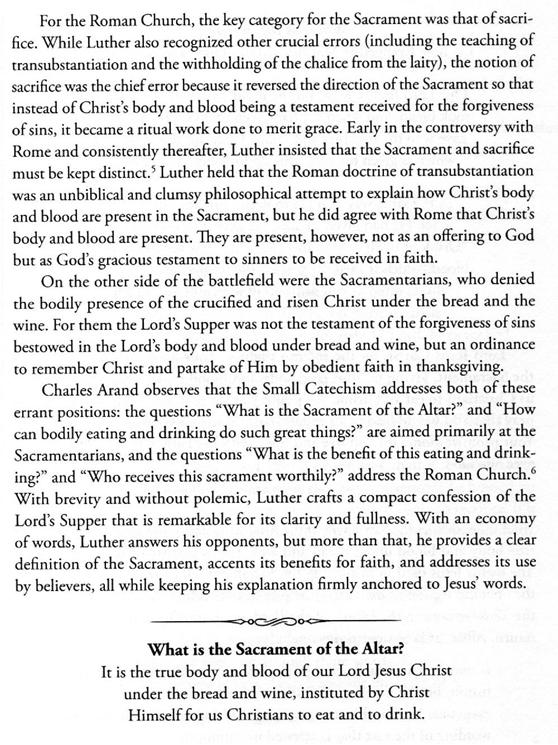 For the Roman Church, the key category for the Sacrament was that of sacri-
fice. While Luther also recognized other crucial errors (including the teaching of
transubstantiation and the withholding of the chalice from the laity), the notion of
sacrifice was the chief error because it reversed the direction of the Sacrament so that
instead of Christ's body and blood being a testament received for the forgiveness
of sins, it became a ritual work done to merit grace. Early in the controversy with
Rome and consistently thereafter, Luther insisted that the Sacrament and sacrifice
must be kept distinct.⁵ Luther held that the Roman doctrine of transubstantiation
was an unbiblical and clumsy philosophical attempt to explain how Christ's body
and blood are present in the Sacrament, but he did agree with Rome that Christ's
body and blood are present. They are present, however, not as an offering to God
but as God's gracious testament to sinners to be received in faith.
On the other side of the battlefield were the Sacramentarians, who denied
the bodily presence of the crucified and risen Christ under the bread and the
wine. For them the Lord's Supper was not the testament of the forgiveness of sins
bestowed in the Lord's body and blood under bread and wine, but an ordinance
to remember Christ and partake of Him by obedient faith in thanksgiving.
Charles Arand observes that the Small Catechism addresses both of these
errant positions: the questions “What is the Sacrament of the Altar?” and “How
can bodily eating and drinking do such great things?” are aimed primarily at the
Sacramentarians, and the questions “What is the benefit of this eating and drink-
ing?” and “Who receives this sacrament worthily?” address the Roman Church.⁶
With brevity and without polemic, Luther crafts a compact confession of the
Lord's Supper that is remarkable for its clarity and fullness. With an economy
of words, Luther answers his opponents, but more than that, he provides a clear
definition of the Sacrament, accents its benefits for faith, and addresses its use
by believers, all while keeping his explanation firmly anchored to Jesus' words.
What is the Sacrament of the Altar?
It is the true body and blood of our Lord Jesus Christ
under the bread and wine, instituted by Christ
Himself for us Christians to eat and to drink.